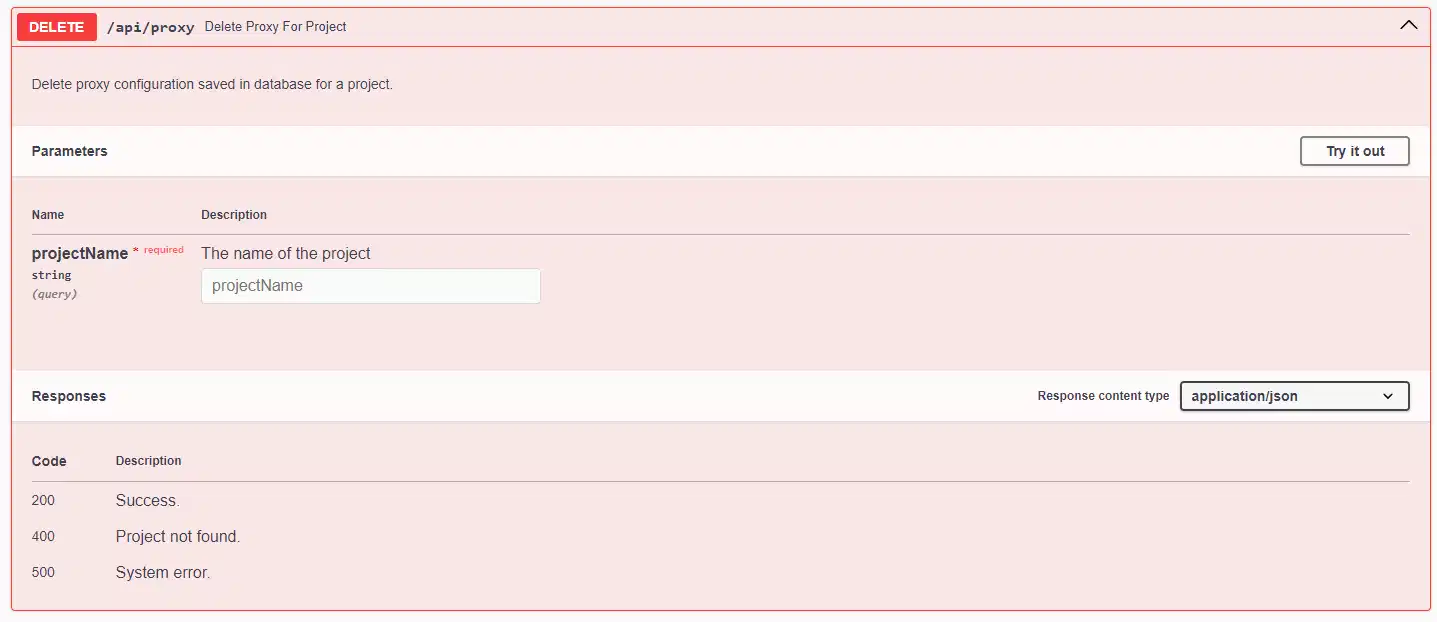 DELETE /api/proxy Delete Proxy For Project
Delete proxy configuration saved in database for a project.
Parameters Try it out
Name Description
projectName * required The name of the project
string
(query) projectName
Responses Response content type application/json
Code Description
200 Success.
400 Project not found.
500 System error.